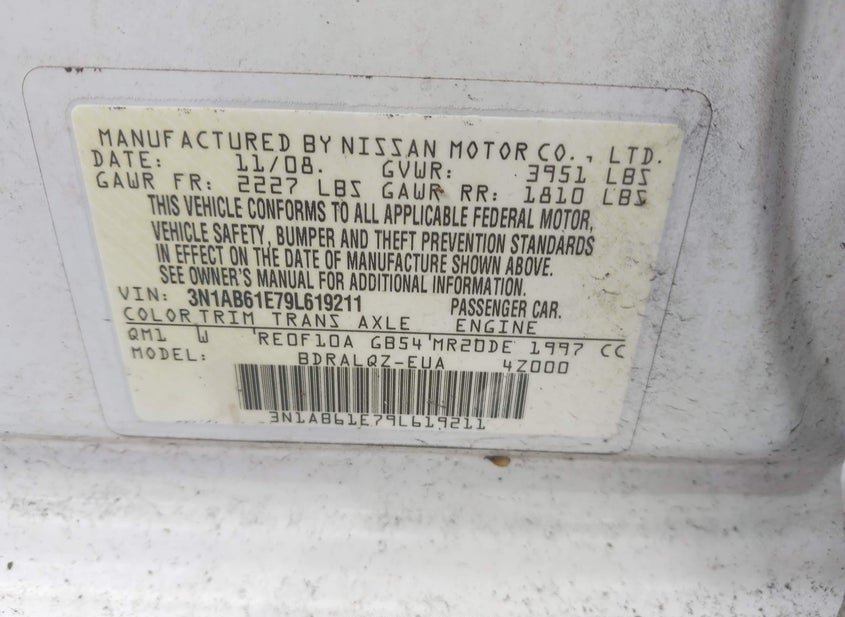 MANUFACTURED BY NISSAN MOTOR CO., LTD.
DATE: 11/08. GVWR: 3951 LBS
GAWR FR: 2227 LBS GAWR RR: 1810 LBS
THIS VEHICLE CONFORMS TO ALL APPLICABLE FEDERAL MOTOR,
VEHICLE SAFETY, BUMPER AND THEFT PREVENTION STANDARDS
IN EFFECT ON THE DATE OF MANUFACTURE SHOWN ABOVE.
SEE OWNER'S MANUAL FOR ADDITIONAL INFORMATION.
VIN: 3N1AB61E79L619211 PASSENGER CAR.
COLOR TRIM TRANS AXLE ENGINE
QM1 W RE0F10A GB54 MR20DE 1997 CC
MODEL: BDRALQZ-EUA 4Z000
3N1AB61E79L619211